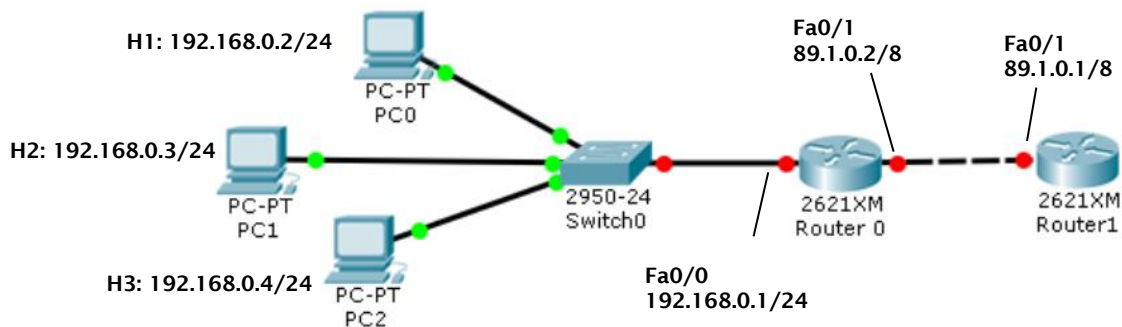 H1: 192.168.0.2/24
PC-PT
PC0
H2: 192.168.0.3/24
PC-PT
PC1
H3: 192.168.0.4/24
PC-PT
PC2
2950-24
Switch0
Fa0/0
192.168.0.1/24
Fa0/1
89.1.0.2/8
2621XM
Router 0
Fa0/1
89.1.0.1/8
2621XM
Router1